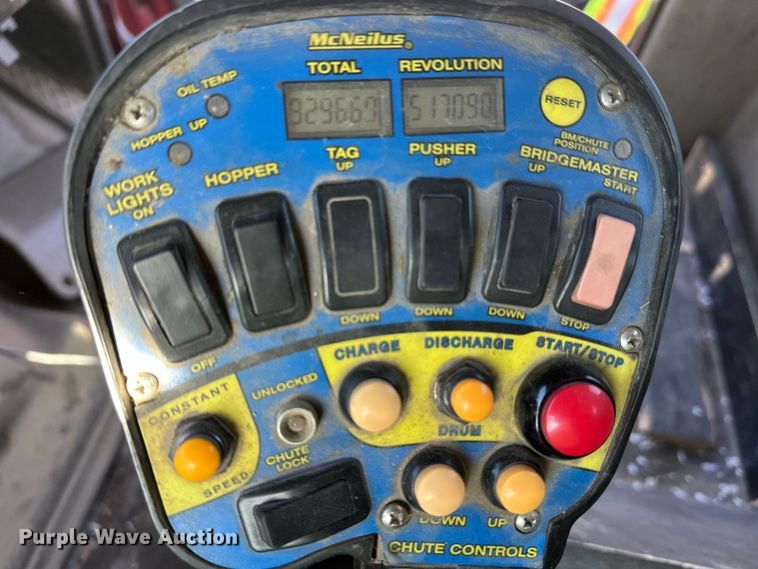 McNeilus®
TOTAL REVOLUTION
OIL TEMP
929669 517090
RESET
HOPPER UP
BM/CHUTE
POSITION
WORK
LIGHTS
ON
HOPPER
TAG
UP
PUSHER
UP
UP
BRIDGEMASTER
START
OFF
DOWN
DOWN
DOWN
STOP
CHARGE DISCHARGE START/STOP
DRUM
CONSTANT
SPEED
UNLOCKED
CHUTE
LOCK
DOWN UP
CHUTE CONTROLS
Purple Wave Auction